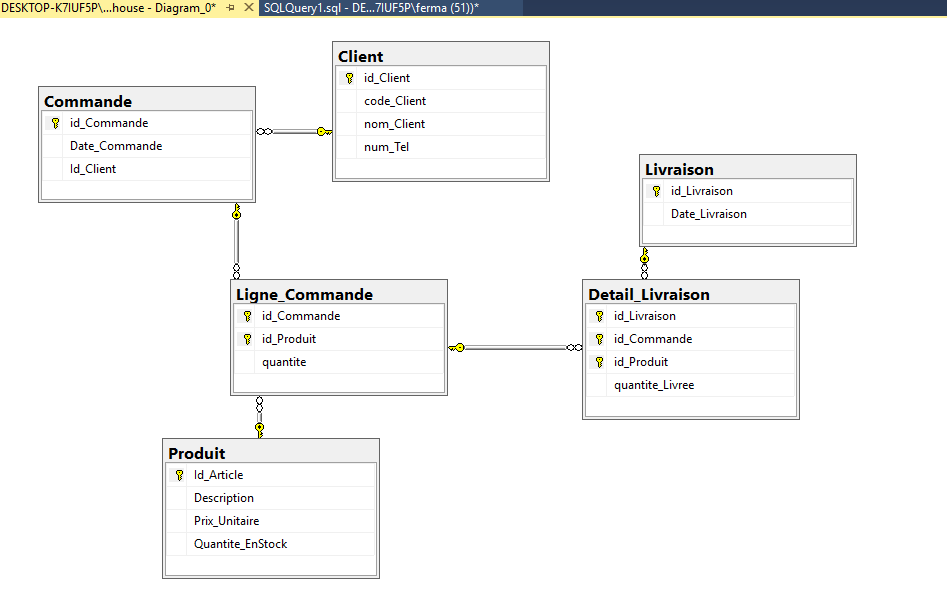 DESKTOP-K7IUF5P\...house - Diagram_0*
SQLQuery1.sql - DE...7IUF5P\ferma (51))*
Client
id_Client
code_Client
nom_Client
num_Tel
Commande
id_Commande
Date_Commande
Id_Client
Livraison
id_Livraison
Date_Livraison
Ligne_Commande
id_Commande
id_Produit
quantite
Detail_Livraison
id_Livraison
id_Commande
id_Produit
quantite_Livree
Produit
Id_Article
Description
Prix_Unitaire
Quantite_EnStock